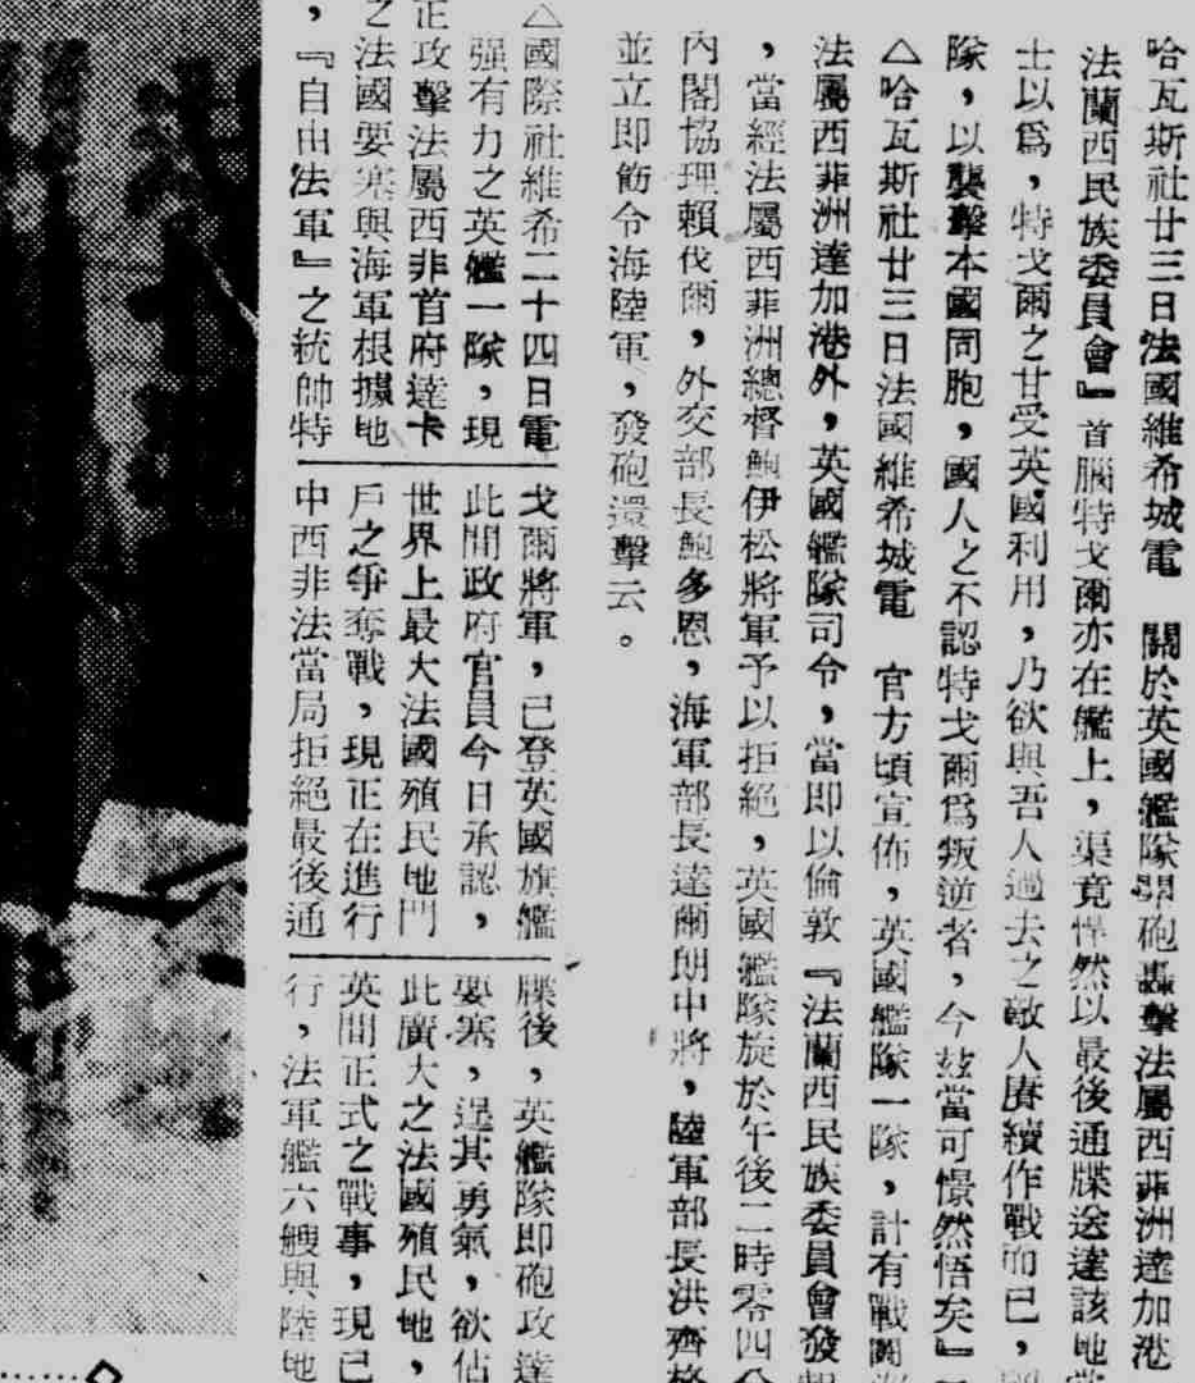 哈瓦斯社廿三日法國維希城電　關於英國艦隊開砲轟擊法屬西菲洲達加港
法蘭西民族委員會』首腦特戈爾亦在艦上，渠竟悍然以最後通牒送達該地當
士以爲，特戈爾之甘受英國利用，乃欲與吾人過去之敵人賡續作戰而已，
隊，以襲擊本國同胞，國人之不認特戈爾爲叛逆者，今玆當可憬然悟矣』
△哈瓦斯社廿三日法國維希城電　官方頃宣佈，英國艦隊一隊，計有戰鬭
法屬西菲洲達加港外，英國艦隊司令，當即以倫敦『法蘭西民族委員會發
，當經法屬西菲洲總督鮑伊松將軍予以拒絕，英國艦隊旋於午後二時零四分
內閣協理賴伐爾，外交部長鮑多恩，海軍部長達爾朗中將，陸軍部長洪齊格
並立即飭令海陸軍，發砲還擊云。
△國際社維希二十四日電
强有力之英艦一隊，現
正攻擊法屬西非首府達卡
之法國要塞與海軍根據地
，『自由法軍』之統帥特
戈爾將軍，已登英國旗艦
此間政府官員今日承認，
世界上最大法國殖民地門
戶之爭奪戰，現正在進行
中西非法當局拒絕最後通
牒後，英艦隊即砲攻達
要塞，逞其勇氣，欲佔
此廣大之法國殖民地，
英間正式之戰事，現已
行，法軍艦六艘與陸地